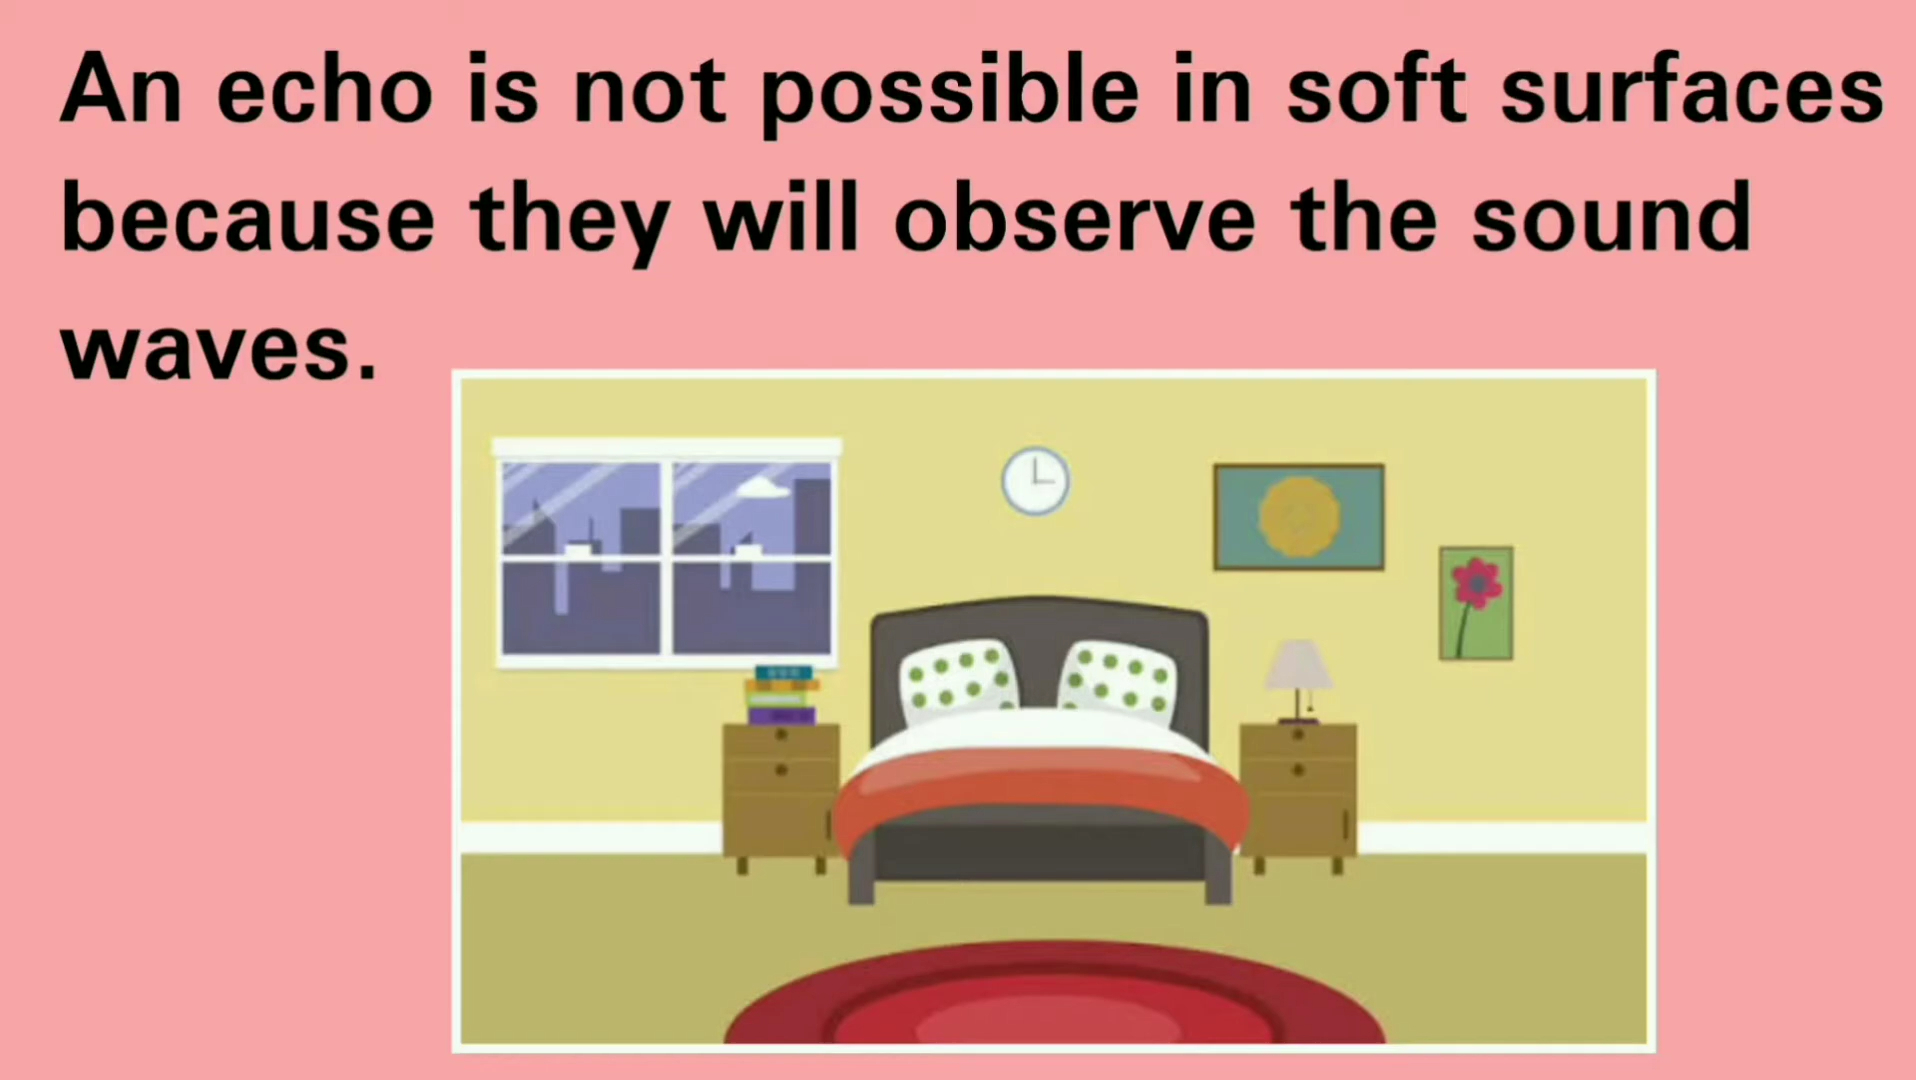 An echo is not possible in soft surfaces
because they will observe the sound
waves.